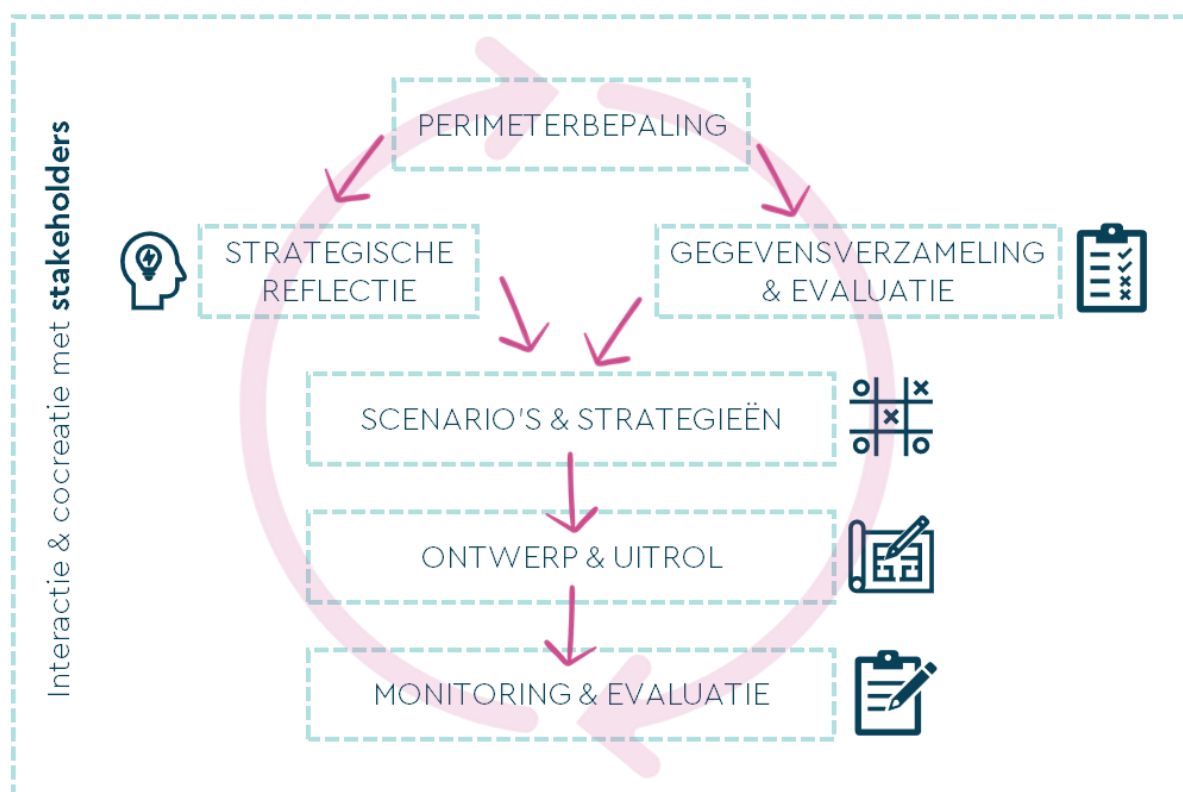 PERIMETERBEPALING
STRATEGISCHE
REFLECTIE
GEGEVENSVERZAMELING
& EVALUATIE
SCENARIO'S & STRATEGIEËN
ONTWERP & UITROL
MONITORING & EVALUATIE
Interactie & cocreatie met stakeholders